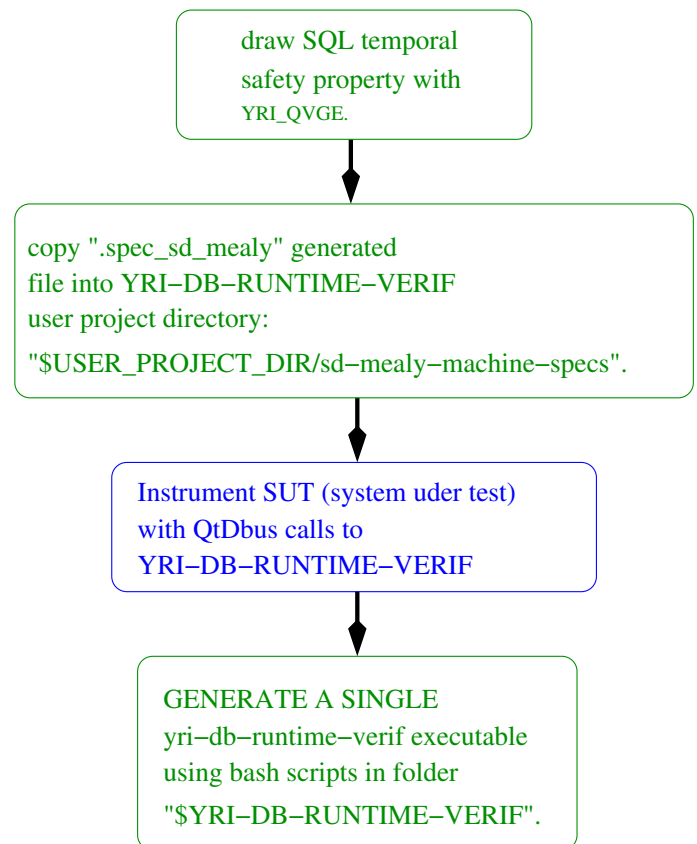 draw SQL temporal
safety property with
YRI_QVGE.
copy ".spec_sd_mealy" generated
file into YRI−DB−RUNTIME−VERIF
user project directory:
"$USER_PROJECT_DIR/sd−mealy−machine−specs".
Instrument SUT (system uder test)
with QtDbus calls to
YRI−DB−RUNTIME−VERIF
GENERATE A SINGLE
yri−db−runtime−verif executable
using bash scripts in folder
"$YRI−DB−RUNTIME−VERIF".